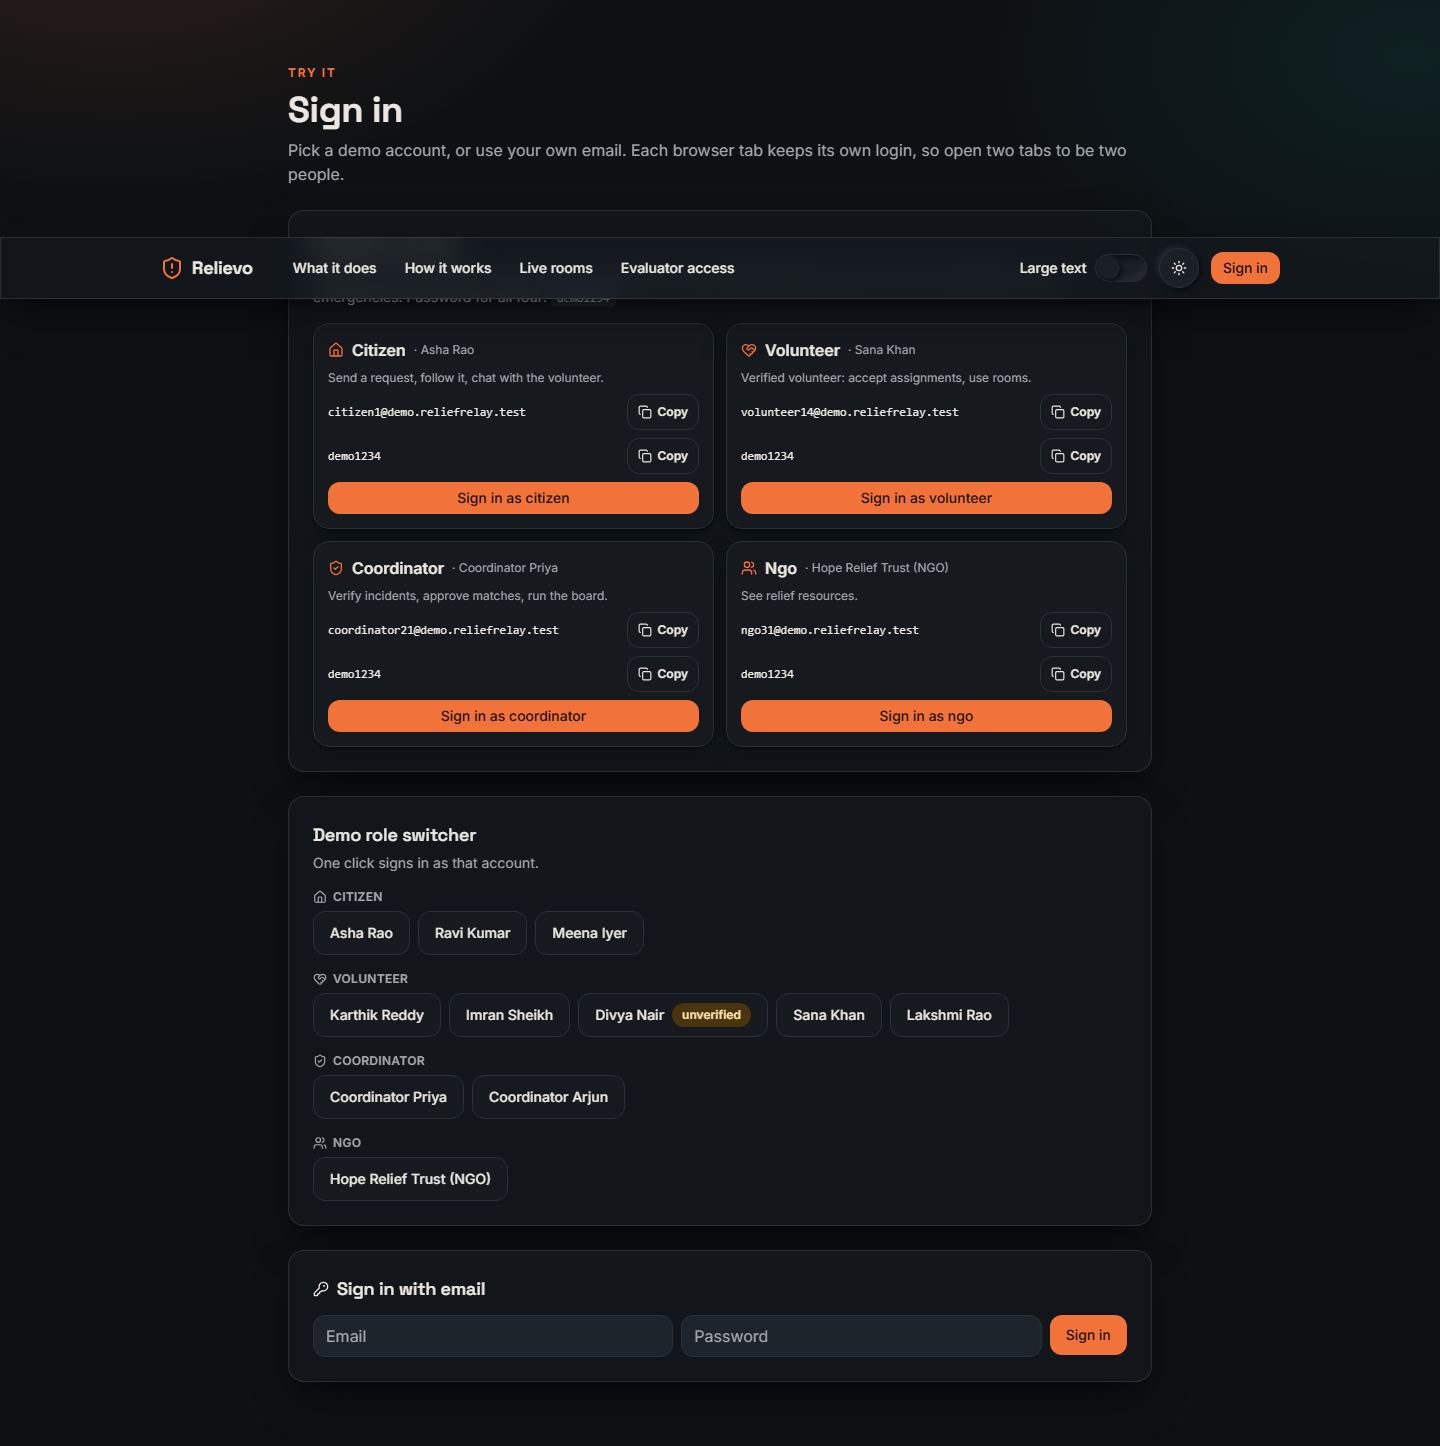 TRY IT
Sign in
Pick a demo account, or use your own email. Each browser tab keeps its own login, so open two tabs to be two
people.
Relievo What it does How it works Live rooms Evaluator access Large text Sign in
emergencies. Password for all four: demo1234
Citizen · Asha Rao
Send a request, follow it, chat with the volunteer.
citizen1@demo.reliefrelay.test Copy
demo1234 Copy
Sign in as citizen
Volunteer · Sana Khan
Verified volunteer: accept assignments, use rooms.
volunteer14@demo.reliefrelay.test Copy
demo1234 Copy
Sign in as volunteer
Coordinator · Coordinator Priya
Verify incidents, approve matches, run the board.
coordinator21@demo.reliefrelay.test Copy
demo1234 Copy
Sign in as coordinator
Ngo · Hope Relief Trust (NGO)
See relief resources.
ngo31@demo.reliefrelay.test Copy
demo1234 Copy
Sign in as ngo
Demo role switcher
One click signs in as that account.
CITIZEN
Asha Rao Ravi Kumar Meena Iyer
VOLUNTEER
Karthik Reddy Imran Sheikh Divya Nair unverified Sana Khan Lakshmi Rao
COORDINATOR
Coordinator Priya Coordinator Arjun
NGO
Hope Relief Trust (NGO)
Sign in with email
Email Password Sign in